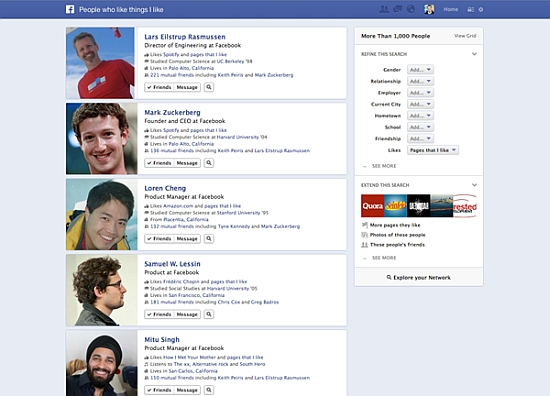 People who like things I like
Home
Lars Eilstrup Rasmussen
Director of Engineering at Facebook
Likes Spotify and pages that I like
Studied Computer Science at UC Berkeley '98
Lives in Palo Alto, California
221 mutual friends including Keith Peiris and Mark Zuckerberg
Friends Message
Mark Zuckerberg
Founder and CEO at Facebook
Likes Spotify and pages that I like
Studied Computer Science at Harvard University '04
Lives in Palo Alto, California
136 mutual friends including Keith Peiris and Lars Eilstrup Rasmussen
Friends Message
Loren Cheng
Product Manager at Facebook
Likes Amazon.com and pages that I like
Studied Computer Science at Stanford University '95
From Placentia, California
132 mutual friends including Tyne Kennedy and Mark Zuckerberg
Friends Message
Samuel W. Lessin
Product at Facebook
Likes Frédéric Chopin and pages that I like
Studied Social Studies at Harvard University '05
Lives in San Francisco, California
181 mutual friends including Chris Cox and Greg Badros
Friends Message
Mitu Singh
Product Manager at Facebook
Likes How I Met Your Mother and pages that I like
Listens to The xx, Alternative rock and South Hero
Lives in San Carlos, California
150 mutual friends including Keith Peiris and Lars Eilstrup Rasmussen
Friends Message
More Than 1,000 People View Grid
REFINE THIS SEARCH
Gender Add...
Relationship Add...
Employer Add...
Current City Add...
Hometown Add...
School Add...
Friendship Add...
Likes Pages that I like
... SEE MORE
EXTEND THIS SEARCH
Quora
More pages they like
Photos of these people
These people's friends
... SEE MORE
Explore your Network